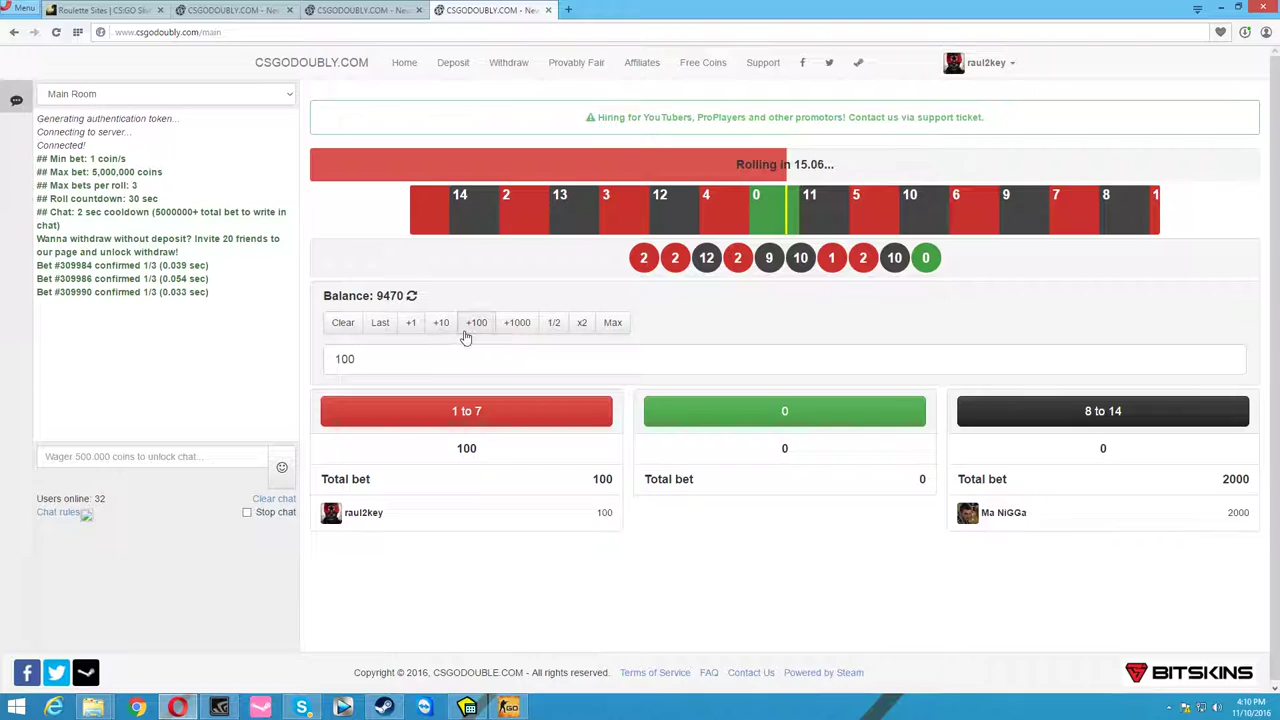 Menu
Roulette Sites | CS:GO Ski
CSGODOUBLY.COM - Nev
CSGODOUBLY.COM - Nev
CSGODOUBLY.COM - Nev
www.csgodoubly.com/main
CSGODOUBLY.COM
Home
Deposit
Withdraw
Provably Fair
Affiliates
Free Coins
Support
raul2key
Main Room
Generating authentication token...
Connecting to server...
Connected!
## Min bet: 1 coin/s
## Max bet: 5,000,000 coins
## Max bets per roll: 3
## Roll countdown: 30 sec
## Chat: 2 sec cooldown (5000000+ total bet to write in
chat)
Wanna withdraw without deposit? Invite 20 friends to
our page and unlock withdraw!
Bet #309984 confirmed 1/3 (0.039 sec)
Bet #309986 confirmed 1/3 (0.054 sec)
Bet #309990 confirmed 1/3 (0.033 sec)
Wager 500.000 coins to unlock chat...
Users online: 32
Clear chat
Chat rules
Stop chat
Hiring for YouTubers, ProPlayers and other promotors! Contact us via support ticket.
Rolling in 15.06...
14 2 13 3 12 4 0 11 5 10 6 9 7 8 1
2 2 12 2 9 10 1 2 10 0
Balance: 9470
Clear Last +1 +10 +100 +1000 1/2 x2 Max
100
1 to 7
0
8 to 14
100
0
0
Total bet 100
Total bet 0
Total bet 2000
raul2key 100
Ma NiGGa 2000
Copyright © 2016, CSGODOUBLE.COM - All rights reserved.
Terms of Service
FAQ
Contact Us
Powered by Steam
BITSKINS
GO
4:10 PM
11/10/2016